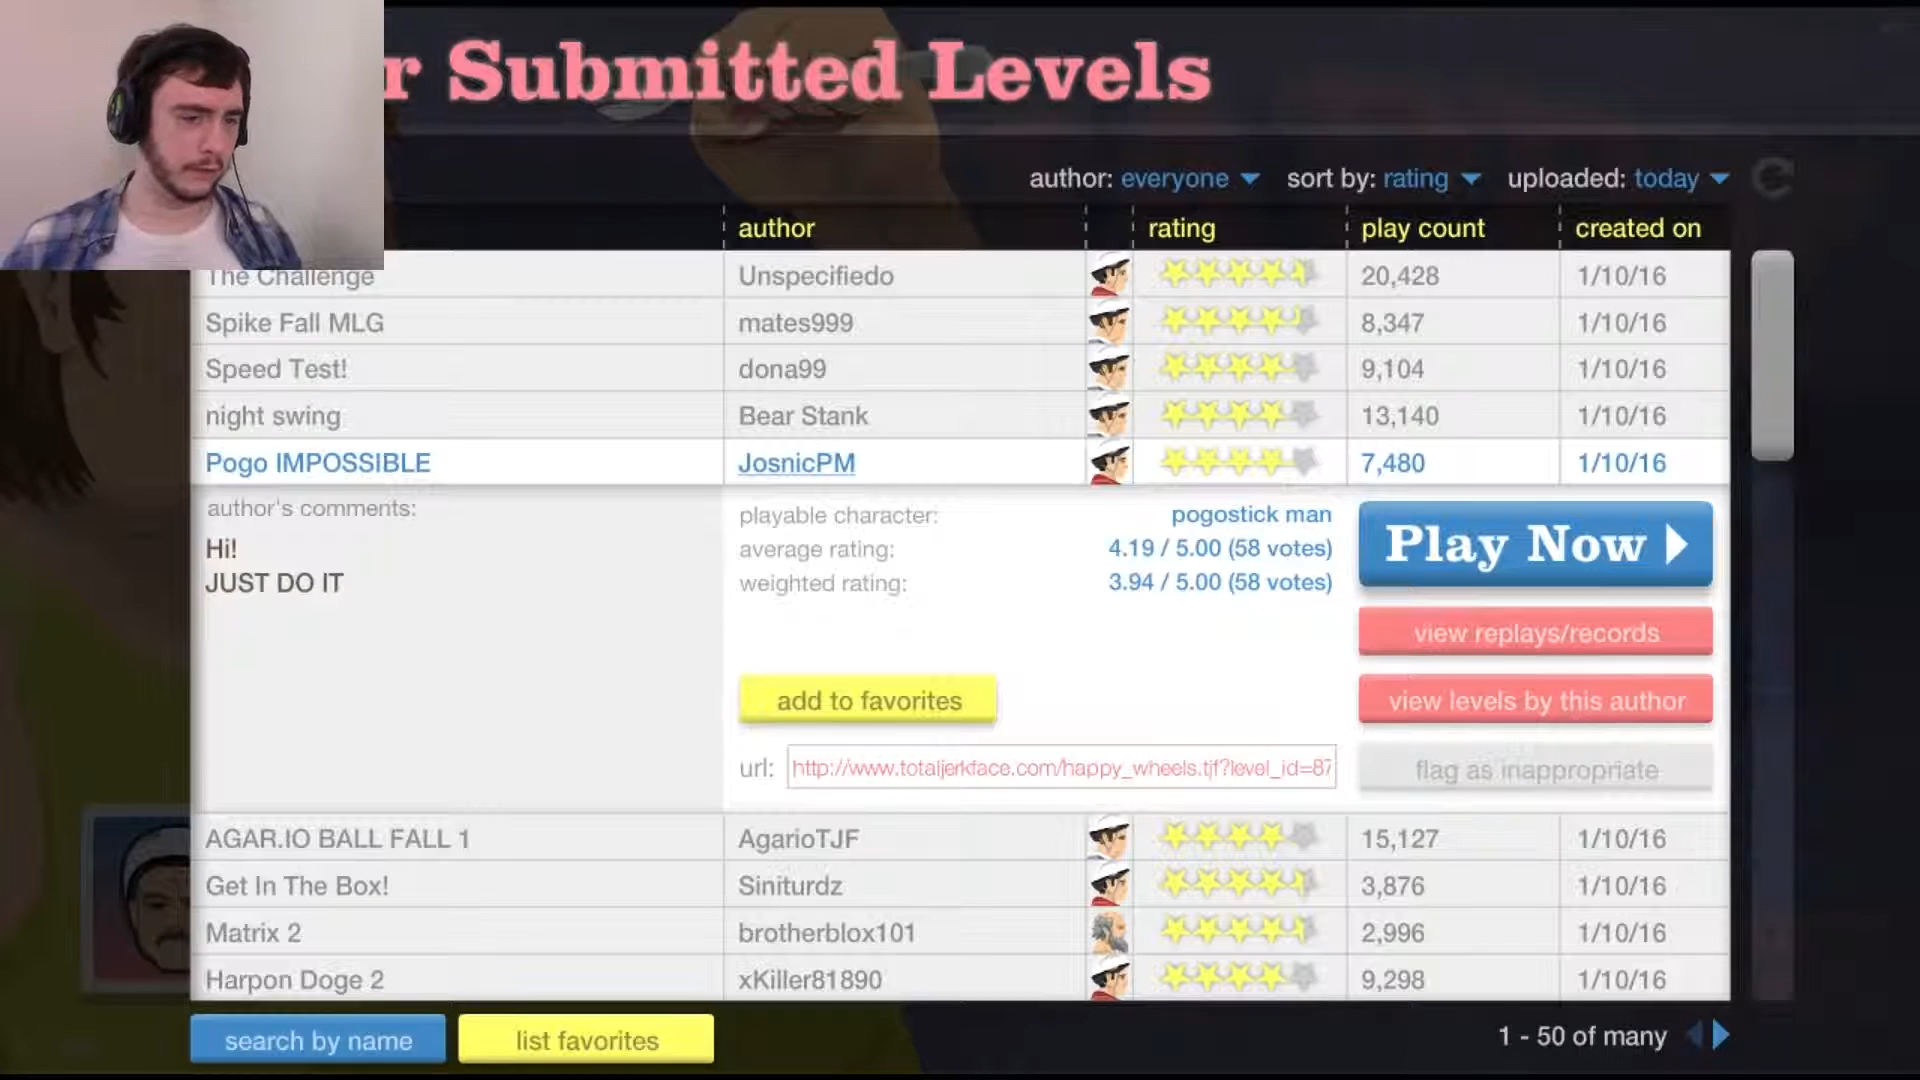 r Submitted Levels
author: everyone sort by: rating uploaded: today
author rating play count created on
The Challenge Unspecifiedo 20,428 1/10/16
Spike Fall MLG mates999 8,347 1/10/16
Speed Test! dona99 9,104 1/10/16
night swing Bear Stank 13,140 1/10/16
Pogo IMPOSSIBLE JosnicPM 7,480 1/10/16
author's comments:
Hi!
JUST DO IT
playable character: pogostick man
average rating: 4.19 / 5.00 (58 votes)
weighted rating: 3.94 / 5.00 (58 votes)
Play Now
view replays/records
add to favorites
view levels by this author
url: http://www.totaljerkface.com/happy_wheels.tjf?level_id=87
flag as inappropriate
AGAR.IO BALL FALL 1 AgarioTJF 15,127 1/10/16
Get In The Box! Siniturdz 3,876 1/10/16
Matrix 2 brotherblox101 2,996 1/10/16
Harpon Doge 2 xKiller81890 9,298 1/10/16
search by name list favorites 1 - 50 of many